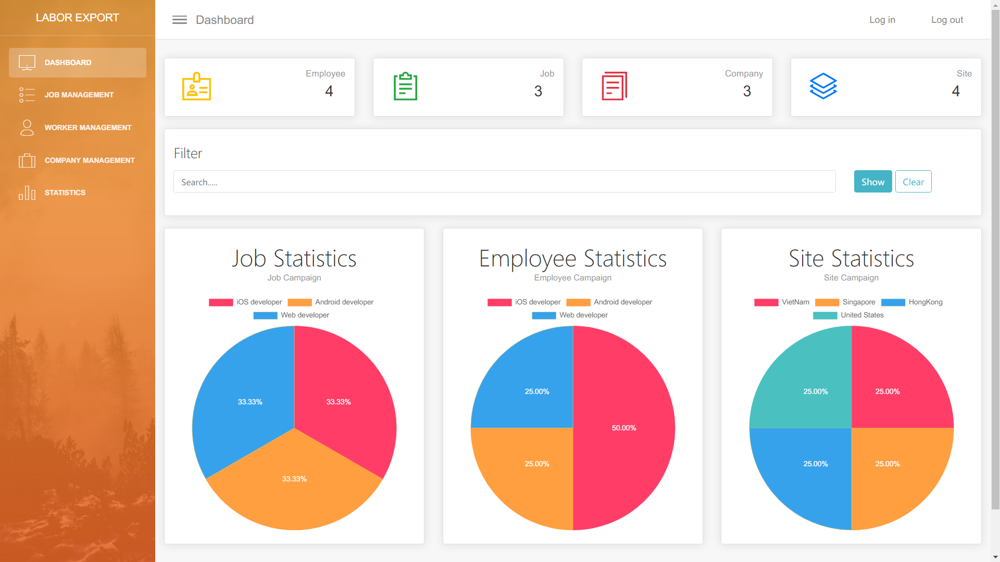 LABOR EXPORT
DASHBOARD
JOB MANAGEMENT
WORKER MANAGEMENT
COMPANY MANAGEMENT
STATISTICS
Dashboard
Log in
Log out
Employee
4
Job
3
Company
3
Site
4
Filter
Search.....
Show
Clear
Job Statistics
Job Campaign
iOS developer
Android developer
Web developer
33.33%
33.33%
33.33%
Employee Statistics
Employee Campaign
iOS developer
Android developer
Web developer
25.00%
50.00%
25.00%
Site Statistics
Site Campaign
VietNam
Singapore
HongKong
United States
25.00%
25.00%
25.00%
25.00%